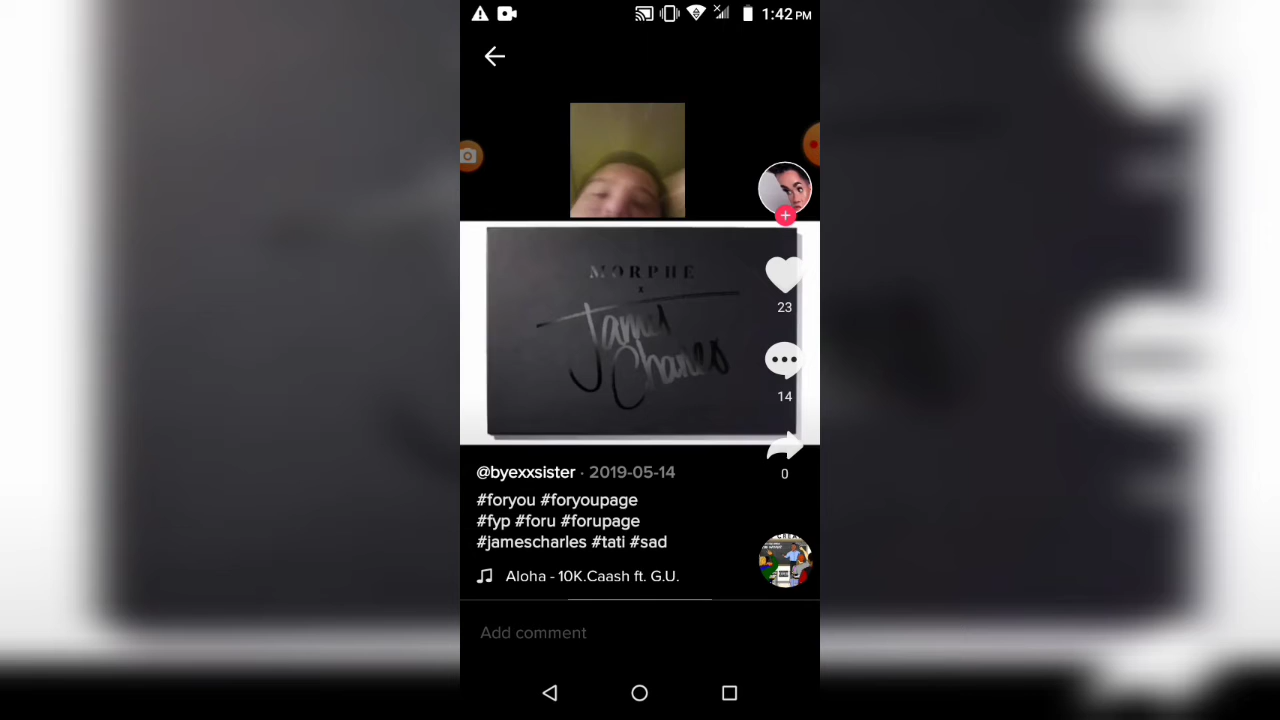 1:42 PM
MORPHE
x
James
Charles
23
14
0
@byexxsister · 2019-05-14
#foryou #foryoupage
#fyp #foru #forupage
#jamescharles #tati #sad
Aloha - 10K.Caash ft. G.U.
Add comment